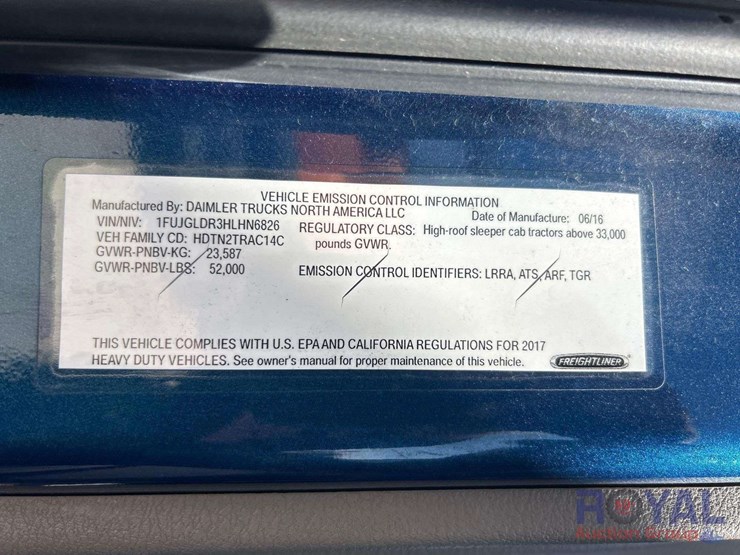 VEHICLE EMISSION CONTROL INFORMATION
Manufactured By: DAIMLER TRUCKS NORTH AMERICA LLC Date of Manufacture: 06/16
VIN/NIV: 1FUJGLDR3HLHN6826 REGULATORY CLASS: High-roof sleeper cab tractors above 33,000
VEH FAMILY CD: HDTN2TRAC14C pounds GVWR.
GVWR-PNBV-KG: 23,587
GVWR-PNBV-LBS: 52,000 EMISSION CONTROL IDENTIFIERS: LRRA, ATS, ARF, TGR
THIS VEHICLE COMPLIES WITH U.S. EPA AND CALIFORNIA REGULATIONS FOR 2017
HEAVY DUTY VEHICLES. See owner's manual for proper maintenance of this vehicle. FREIGHTLINER
ROYAL